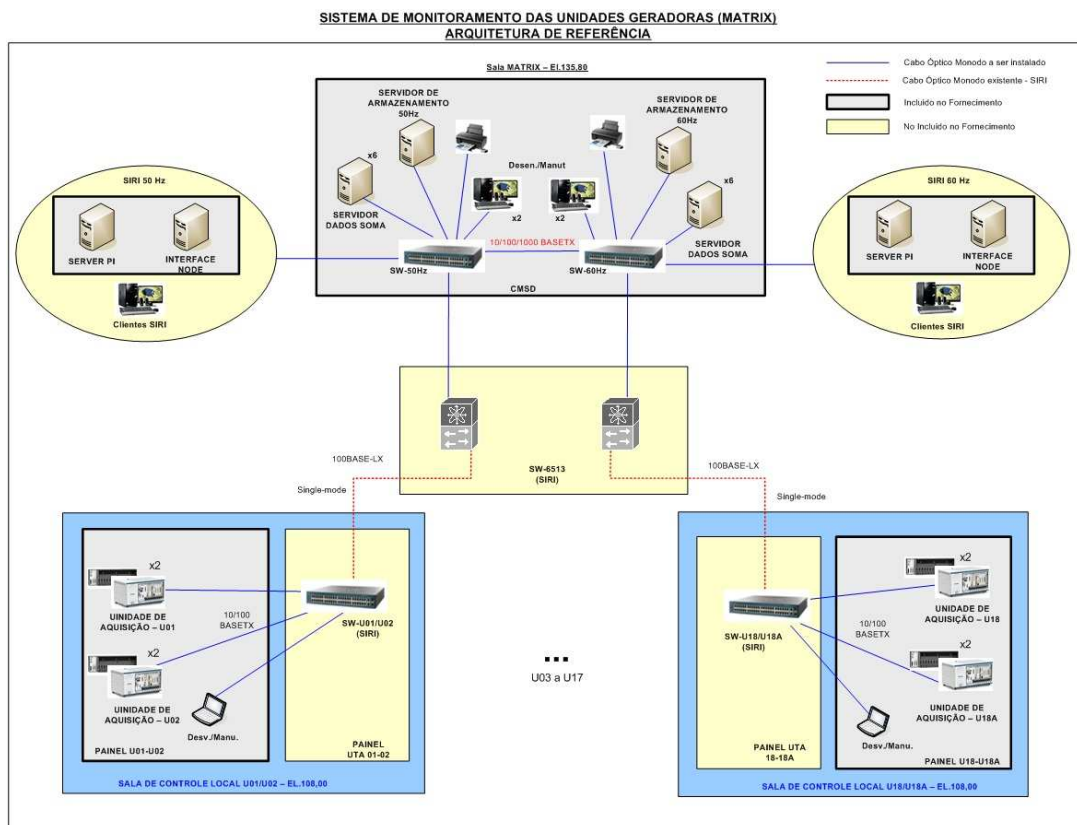 SISTEMA DE MONITORAMENTO DAS UNIDADES GERADORAS (MATRIX)
ARQUITETURA DE REFERÊNCIA
Cabo Óptico Monodo a ser instalado
Cabo Óptico Monodo existente - SIRI
Incluido no Fornecimento
No Incluido no Fornecimento
Sala MATRIX – El.135,80
SERVIDOR DE
ARMAZENAMENTO
50Hz
SERVIDOR DE
ARMAZENAMENTO
60Hz
x6
Desen./Manut
x6
x2
x2
SERVIDOR
DADOS SOMA
SERVIDOR
DADOS SOMA
10/100/1000 BASETX
SW-50Hz
SW-60Hz
CMSD
SIRI 50 Hz
SERVER PI
INTERFACE
NODE
Clientes SIRI
SIRI 60 Hz
SERVER PI
INTERFACE
NODE
Clientes SIRI
SW-6513
(SIRI)
100BASE-LX
Single-mode
100BASE-LX
Single-mode
x2
UNIDADE DE
AQUISIÇÃO – U01
10/100
BASETX
x2
UNIDADE DE
AQUISIÇÃO – U02
Desv./Manu.
PAINEL U01-U02
SW-U01/U02
(SIRI)
PAINEL
UTA 01-02
SALA DE CONTROLE LOCAL U01/U02 – EL.108,00
...
U03 a U17
SW-U18/U18A
(SIRI)
PAINEL UTA
18-18A
x2
UNIDADE DE
AQUISIÇÃO – U18
10/100
BASETX
x2
UNIDADE DE
AQUISIÇÃO – U18A
Desv./Manu.
PAINEL U18-U18A
SALA DE CONTROLE LOCAL U18/U18A – EL.108,00